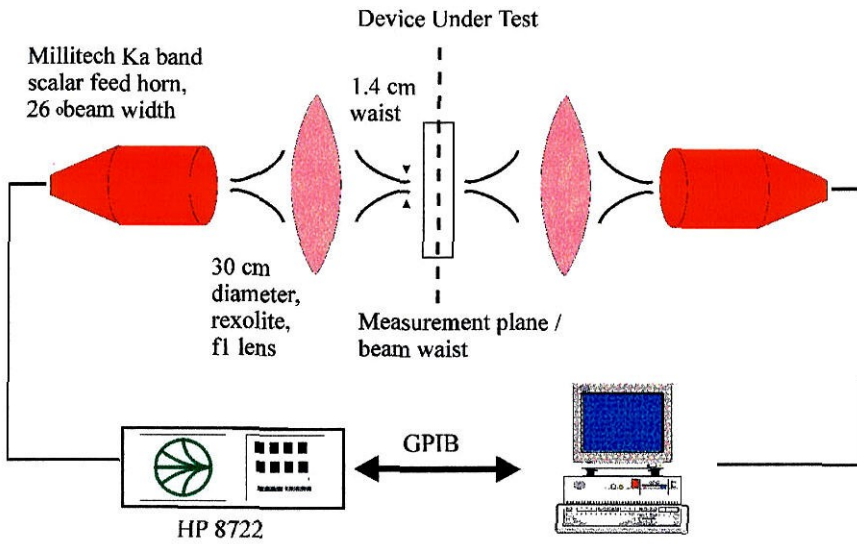 Device Under Test
Millitech Ka band
scalar feed horn,
26 ºbeam width
1.4 cm
waist
30 cm
diameter,
rexolite,
f1 lens
Measurement plane /
beam waist
GPIB
HP 8722